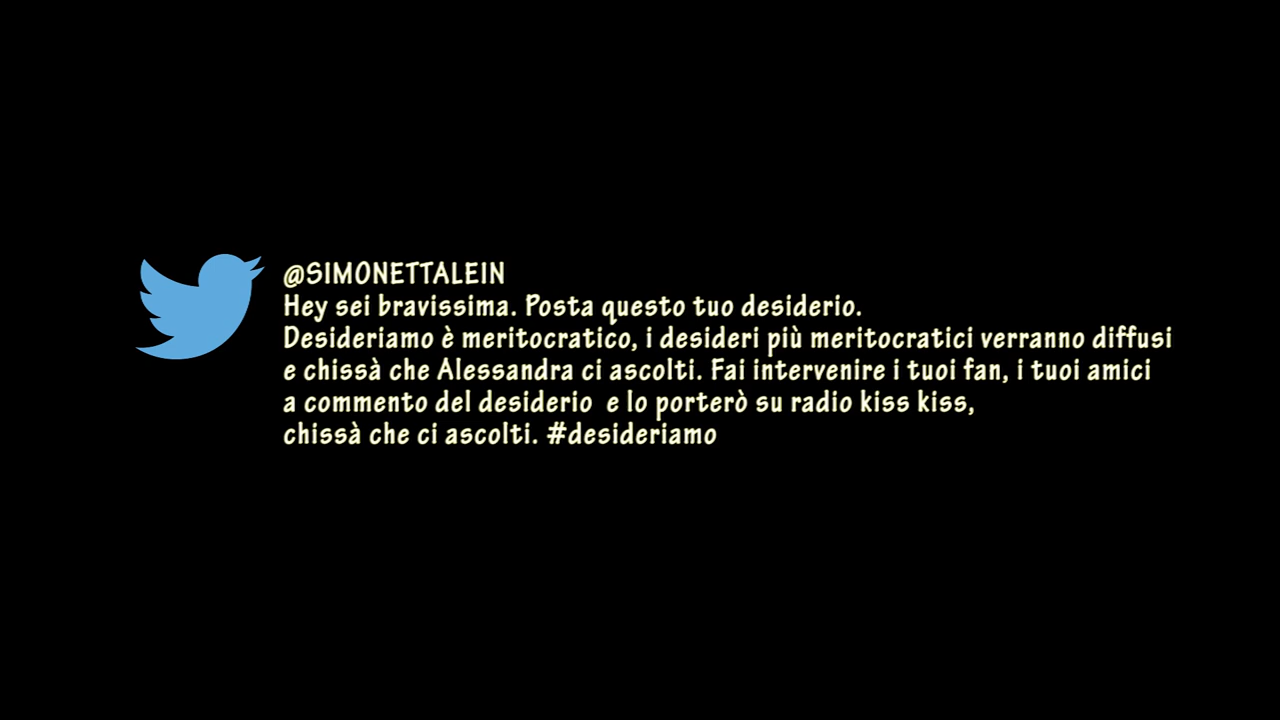 @SIMONETTALEIN
Hey sei bravissima. Posta questo tuo desiderio.
Desideriamo è meritocratico, i desideri più meritocratici verranno diffusi
e chissà che Alessandra ci ascolti. Fai intervenire i tuoi fan, i tuoi amici
a commento del desiderio  e lo porterò su radio kiss kiss,
chissà che ci ascolti. #desideriamo